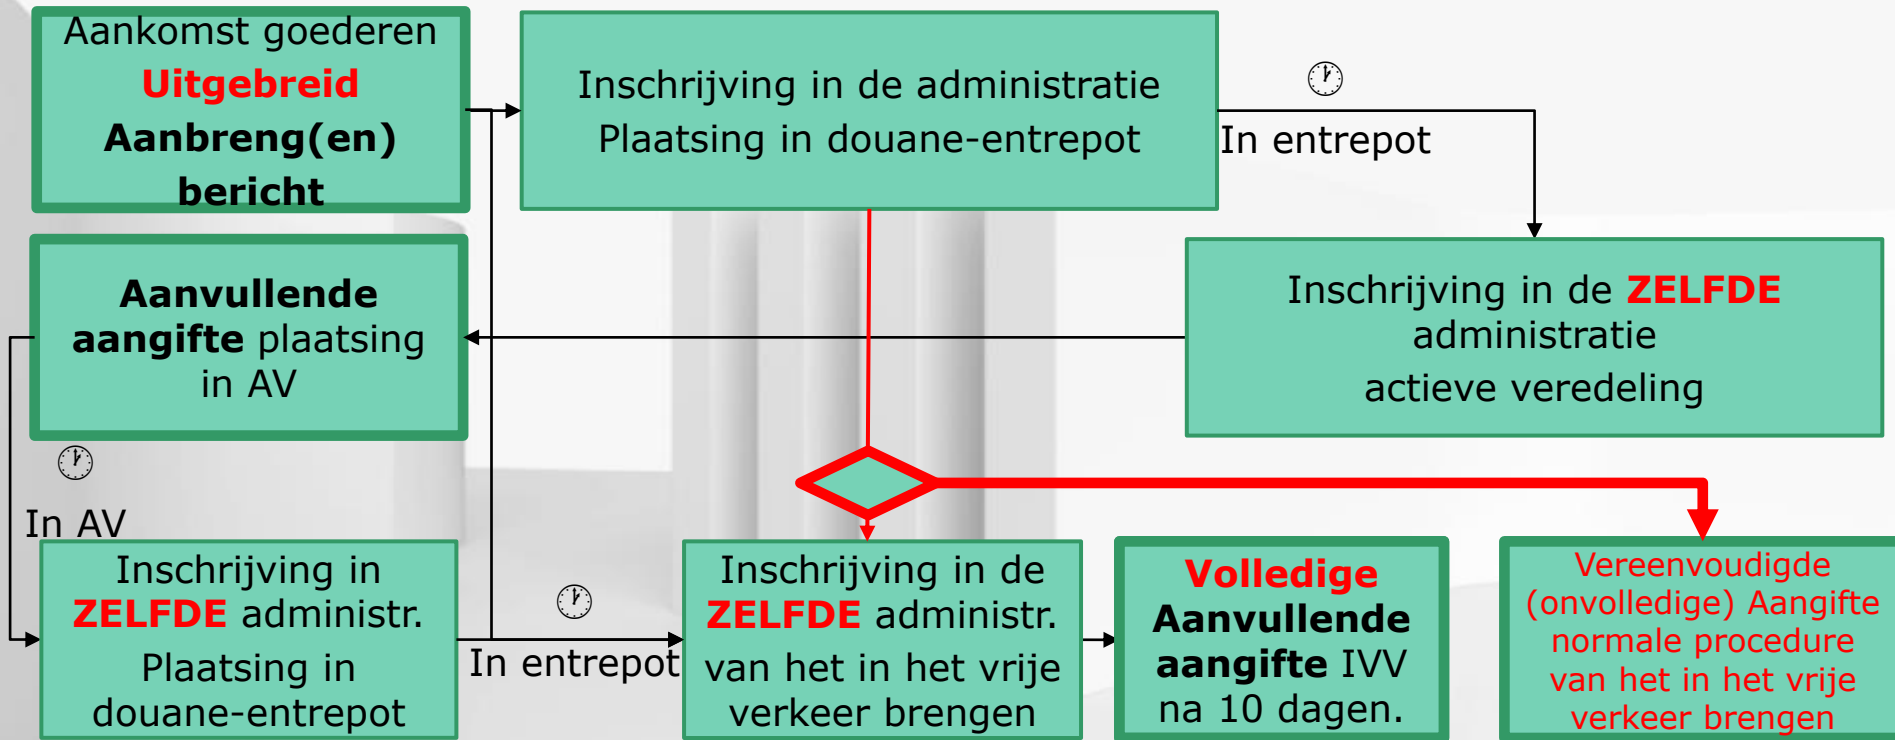 Aankomst goederen
Uitgebreid
Aanbreng(en)
bericht
Inschrijving in de administratie
Plaatsing in douane-entrepot
In entrepot
Inschrijving in de ZELFDE
administratie
actieve veredeling
Aanvullende
aangifte plaatsing
in AV
In AV
Inschrijving in
ZELFDE administr.
Plaatsing in
douane-entrepot
In entrepot
Inschrijving in de
ZELFDE administr.
van het in het vrije
verkeer brengen
Volledige
Aanvullende
aangifte IVV
na 10 dagen.
Vereenvoudigde
(onvolledige) Aangifte
normale procedure
van het in het vrije
verkeer brengen